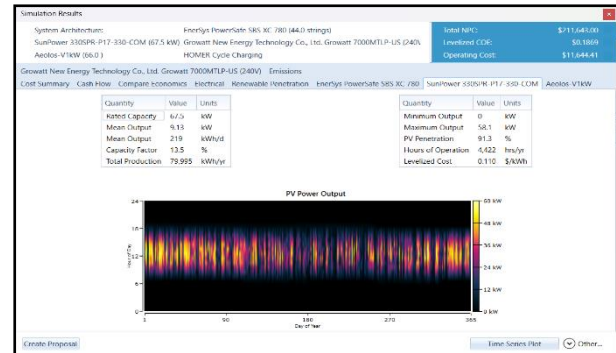 Simulation Results
System Architecture: EnerSys PowerSafe SBS XC 780 (44.0 strings)
SunPower 330SPR-P17-330-COM (67.5 kW) Growatt New Energy Technology Co., Ltd. Growatt 7000MTLP-US (240V)
Aeolos-V1kW (66.0 ) HOMER Cycle Charging
Total NPC: $211,643.00
Levelized COE: $0.1869
Operating Cost: $11,644.41
Growatt New Energy Technology Co., Ltd. Growatt 7000MTLP-US (240V) Emissions
Cost Summary Cash Flow Compare Economics Electrical Renewable Penetration EnerSys PowerSafe SBS XC 780 SunPower 330SPR-P17-330-COM Aeolos-V1kW
Quantity Value Units
Rated Capacity 67.5 kW
Mean Output 9.13 kW
Mean Output 219 kWh/d
Capacity Factor 13.5 %
Total Production 79,995 kWh/yr
Quantity Value Units
Minimum Output 0 kW
Maximum Output 58.1 kW
PV Penetration 91.3 %
Hours of Operation 4,422 hrs/yr
Levelized Cost 0.110 $/kWh
PV Power Output
Hour of Day
24
18
12
6
0
1 90 180 270 365
Day of Year
60 kW
48 kW
36 kW
24 kW
12 kW
0 kW
Create Proposal Time Series Plot Other...